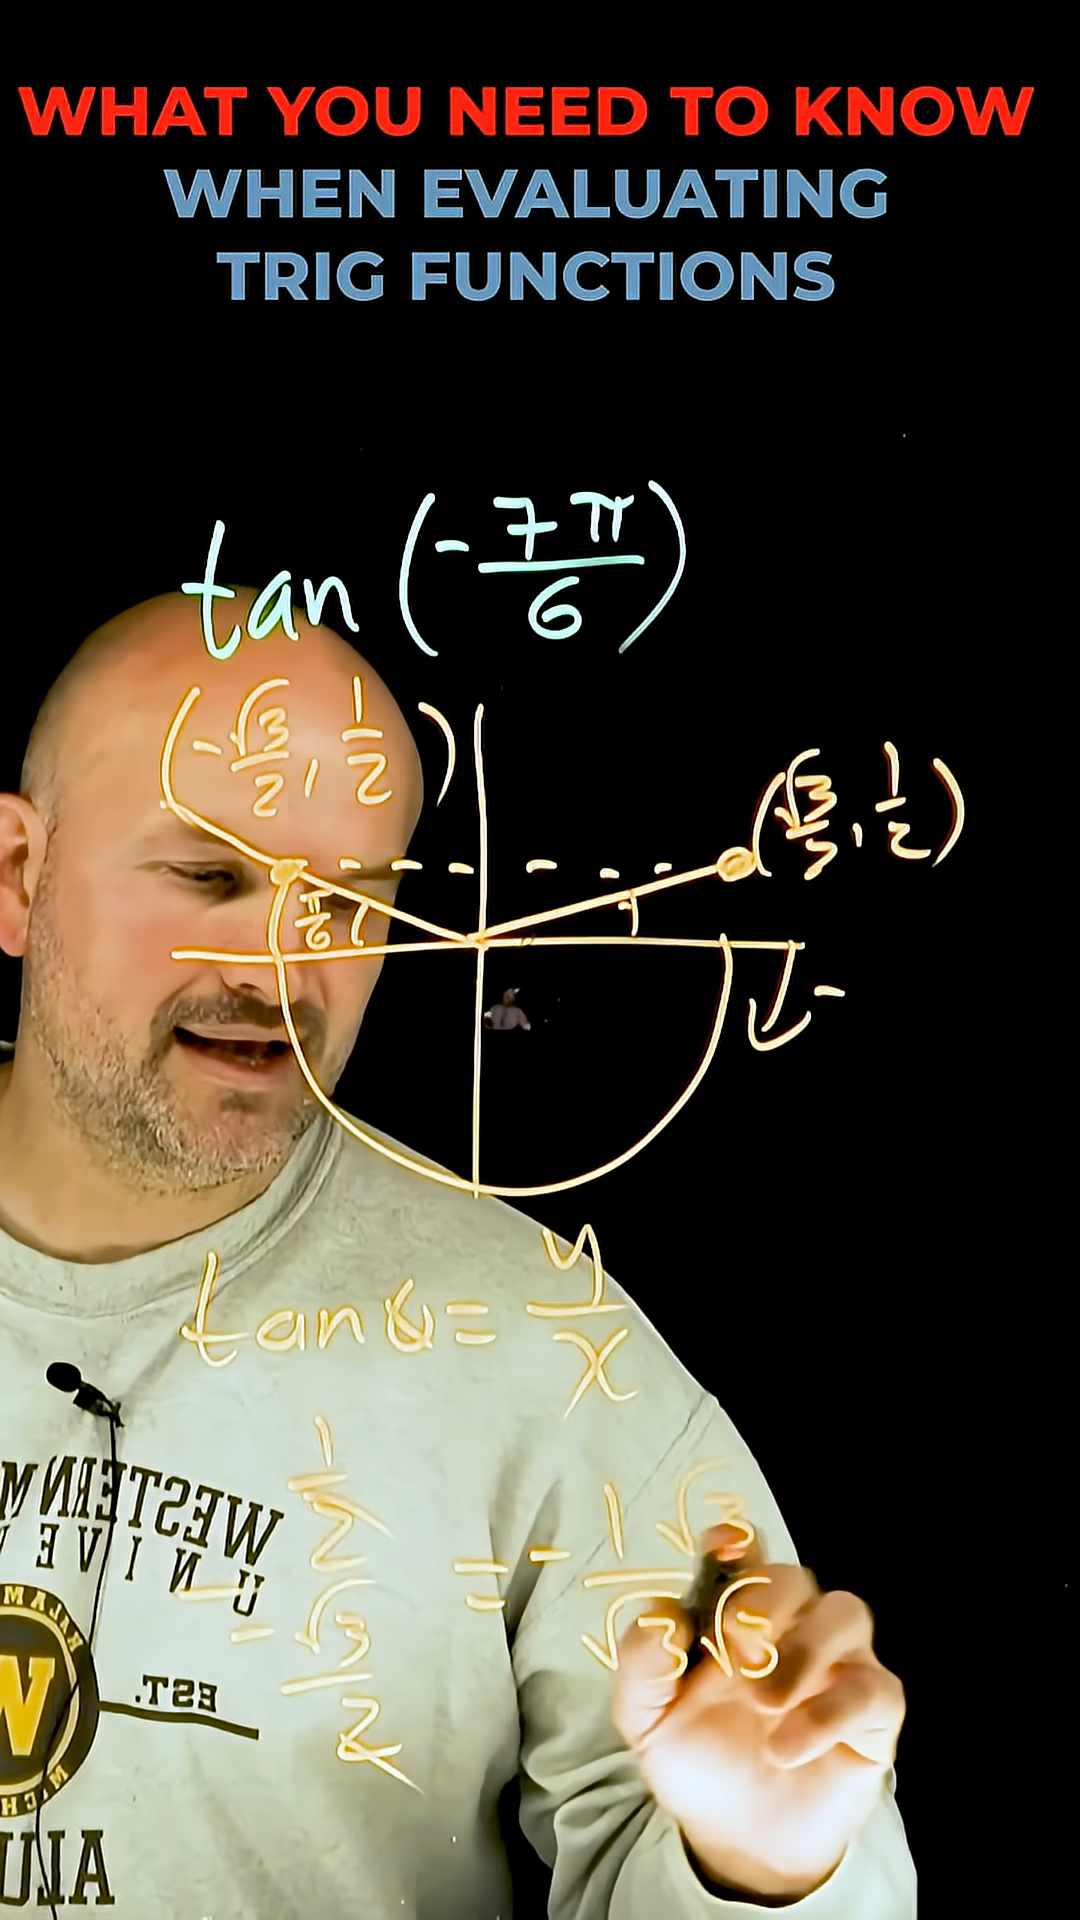 WHAT YOU NEED TO KNOW
WHEN EVALUATING
TRIG FUNCTIONS
tan (-7π/6)
(-√3/2, 1/2)
(√3/2, 1/2)
π/6
-
tan θ = y/x
1/2 / -√3/2 = -1/√3 √3/√3
WESTERN M
UNIVE
EST.
W
ALU